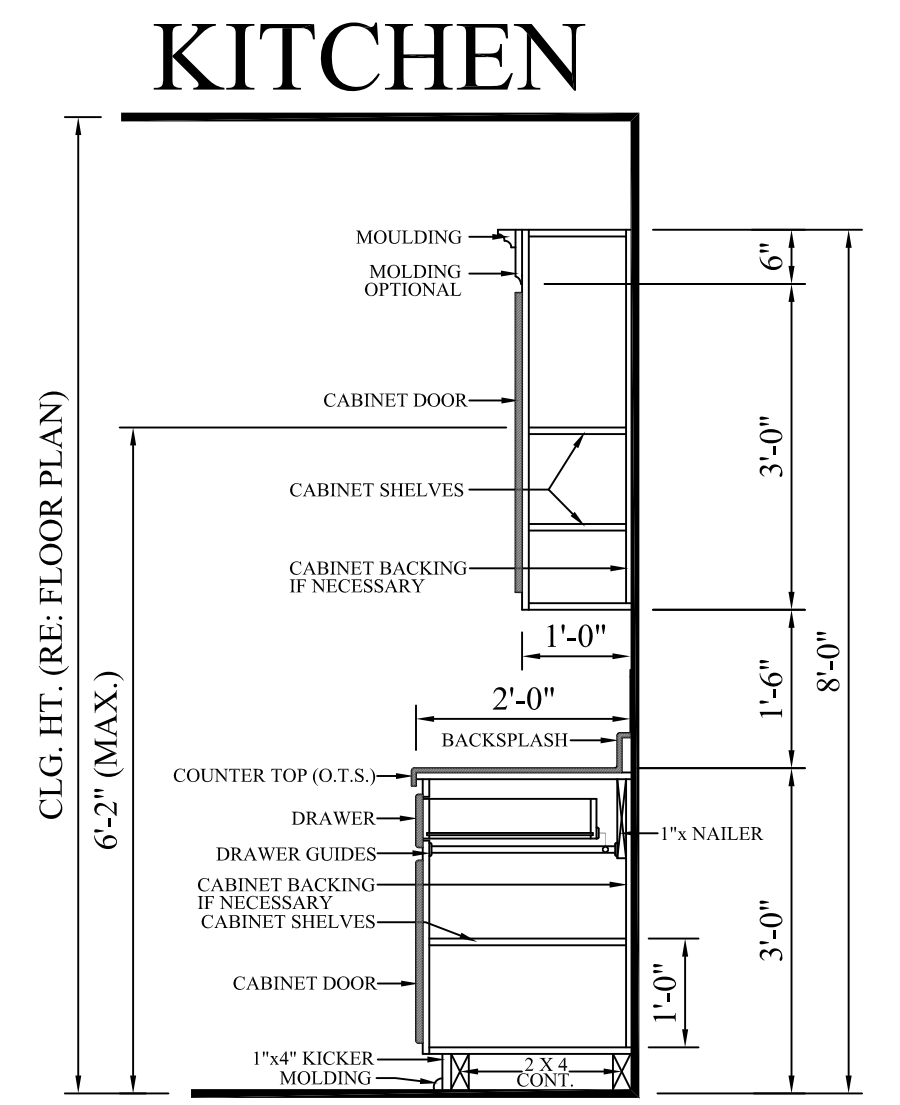 KITCHEN
MOULDING
6"
MOLDING
OPTIONAL
CABINET DOOR
CLG. HT. (RE: FLOOR PLAN)
3'-0"
CABINET SHELVES
CABINET BACKING
IF NECESSARY
1'-0"
8'-0"
1'-6"
6'-2" (MAX.)
2'-0"
BACKSPLASH
COUNTER TOP (O.T.S.)
DRAWER
1"x NAILER
DRAWER GUIDES
CABINET BACKING
IF NECESSARY
CABINET SHELVES
3'-0"
CABINET DOOR
1'-0"
1"x4" KICKER
2 X 4
CONT.
MOLDING